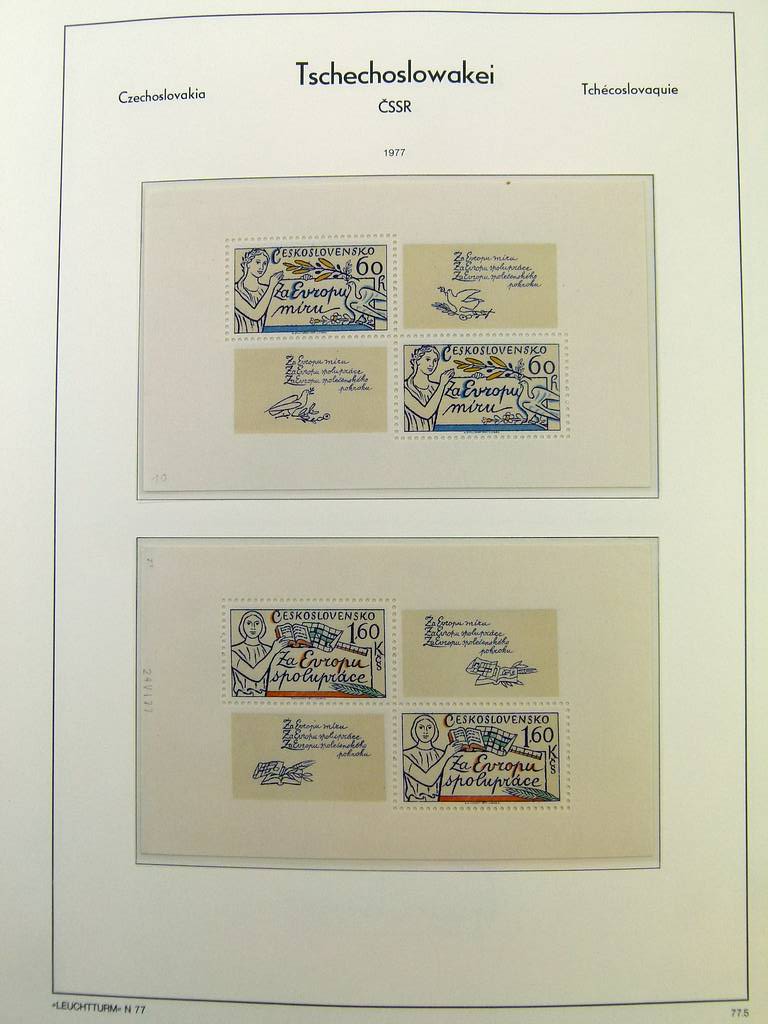 Tschechoslowakei
Czechoslovakia
Tchécoslovaquie
ČSSR
1977
ČESKOSLOVENSKO
60 h
Za Evropu
míru
Za Evropu míru
Za Evropu spolupráce
Za Evropu společenského
pokroku
Za Evropu míru
Za Evropu spolupráce
Za Evropu společenského
pokroku
ČESKOSLOVENSKO
60
Za Evropu
míru
10
ČESKOSLOVENSKO
1,60 Kčs
Za Evropu
spolupráce
Za Evropu míru
Za Evropu spolupráce
Za Evropu společenského
pokroku
24VI77
Za Evropu míru
Za Evropu spolupráce
Za Evropu společenského
pokroku
ČESKOSLOVENSKO
1,60 Kčs
Za Evropu
spolupráce
»LEUCHTTURM« N 77
77.5